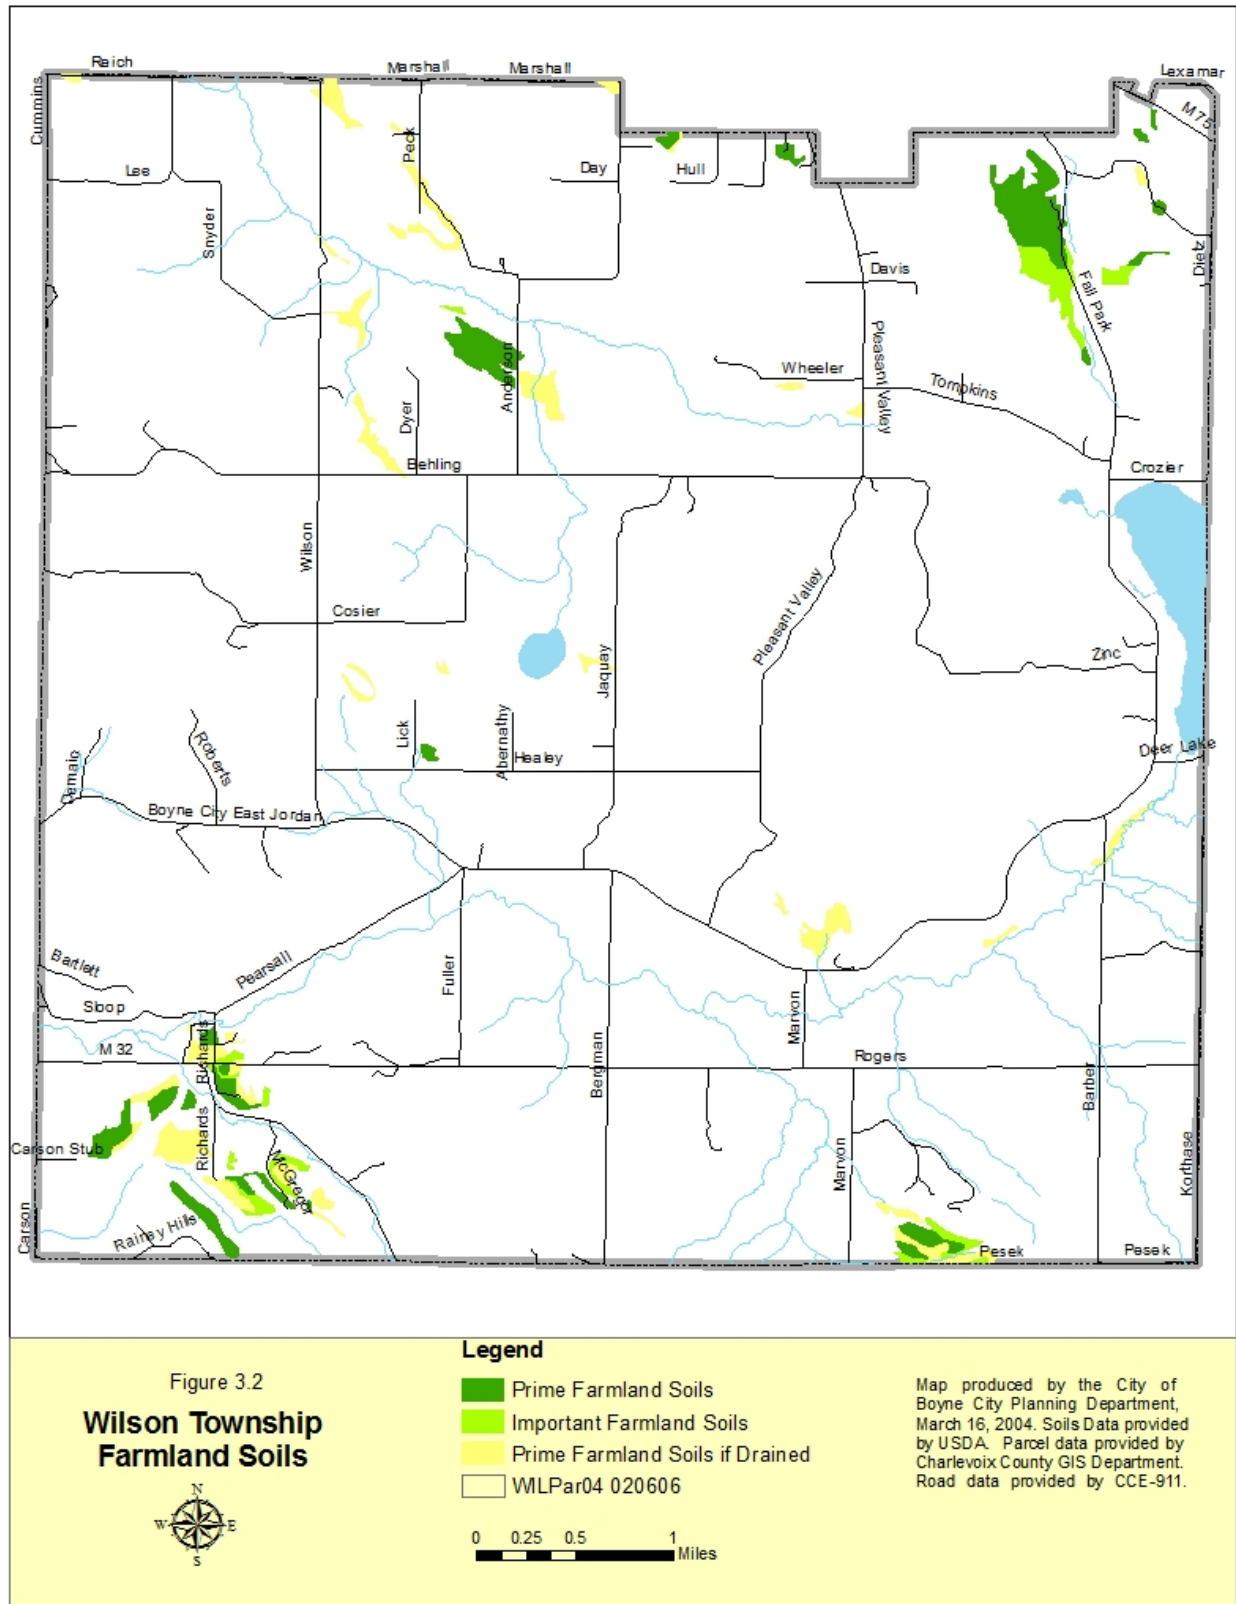 Raich
Marshall
Marshall
Lexamar
Cummins
M 75
Peck
Lee
Day
Hull
Snyder
Dietz
Davis
Fall Park
Pleasant Valley
Anderson
Wheeler
Tompkins
Dyer
Behling
Crozier
Wilson
Pleasant Valley
Cosier
Zinc
Jaquay
Lick
Abernathy
Roberts
Healey
Deer Lake
Demaio
Boyne City East Jordan
Bartlett
Pearsall
Fuller
Sloop
Marvon
Richards
M 32
Bergman
Rogers
Barber
Richards
Carson Stub
McGregor
Marvon
Korthase
Carson
Rainey Hills
Pesek
Pesek
Figure 3.2
Wilson Township
Farmland Soils
N
W
E
S
Legend
Prime Farmland Soils
Important Farmland Soils
Prime Farmland Soils if Drained
WILPar04 020606
0 0.25 0.5 1
Miles
Map produced by the City of
Boyne City Planning Department,
March 16, 2004. Soils Data provided
by USDA. Parcel data provided by
Charlevoix County GIS Department.
Road data provided by CCE-911.